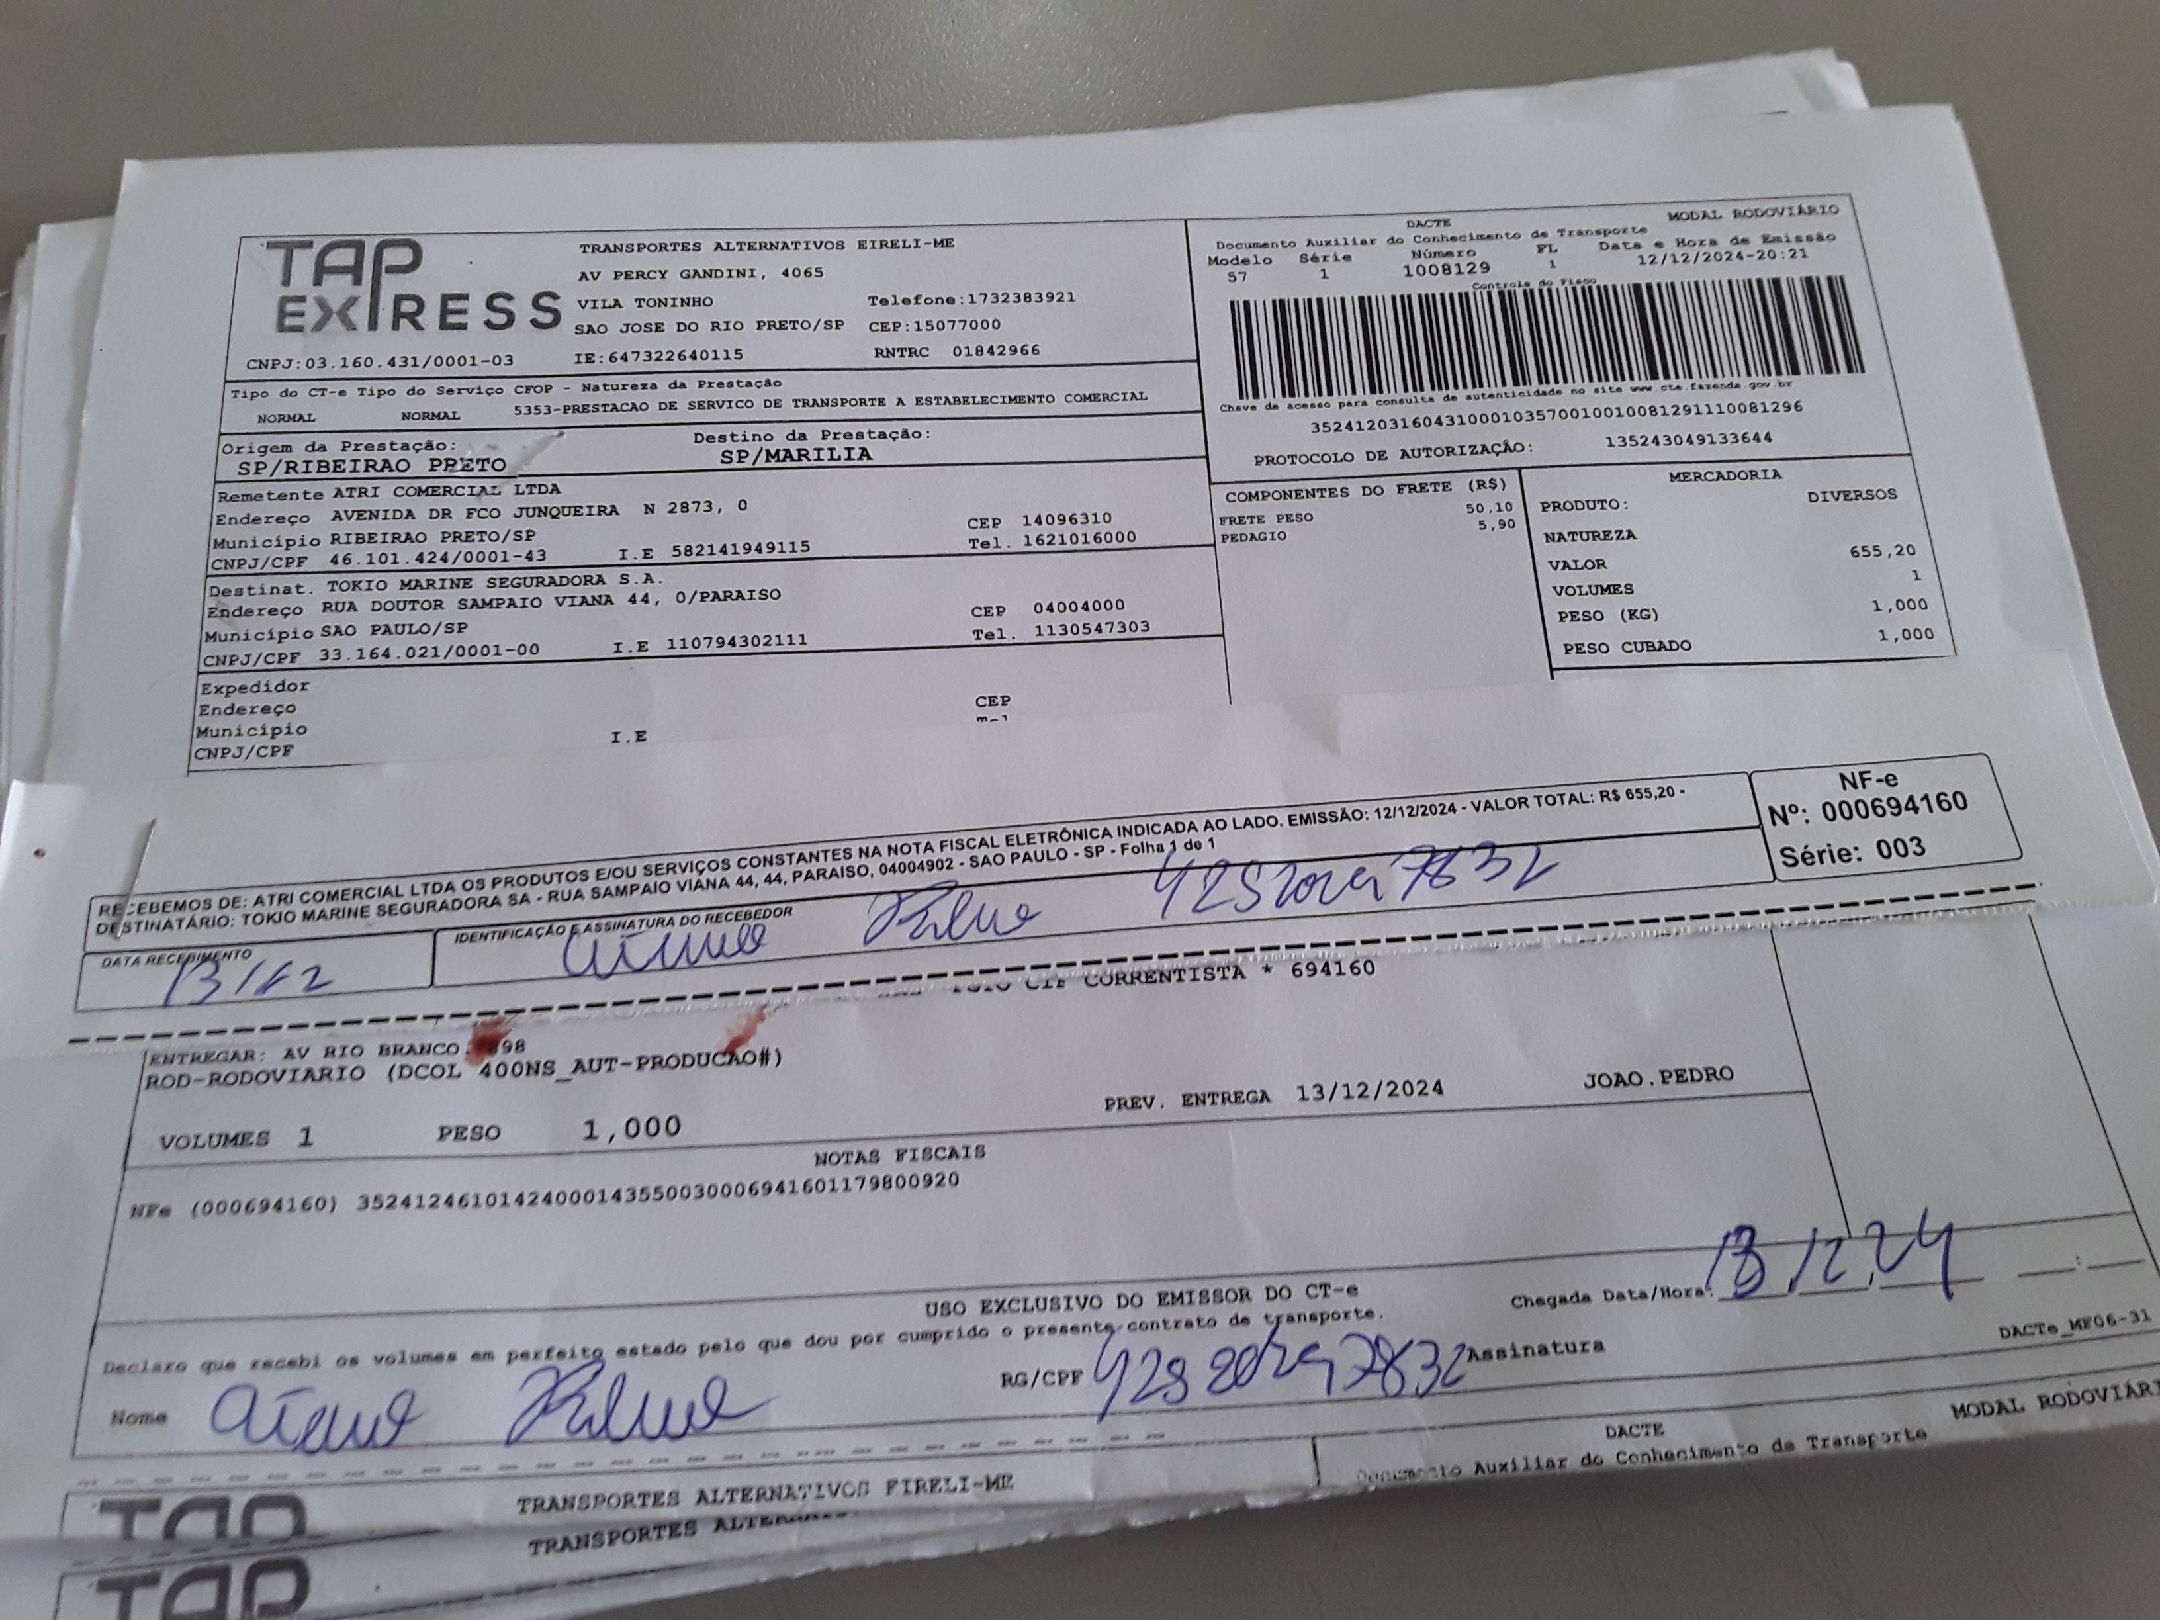 TAP EXPRESS
TRANSPORTES ALTERNATIVOS EIRELI-ME
AV PERCY GANDINI, 4065
VILA TONINHO Telefone:1732383921
SAO JOSE DO RIO PRETO/SP CEP:15077000
CNPJ:03.160.431/0001-03 IE:647322640115 RNTRC 01842966
DACTE MODAL RODOVIÁRIO
Documento Auxiliar do Conhecimento de Transporte
Modelo Série Número FL Data e Hora de Emissão
57 1 1008129 1 12/12/2024-20:21
Controle do Fisco
Chave de acesso para consulta de autenticidade no site www.cte.fazenda.gov.br
35241203160431000103570010010081291110081296
PROTOCOLO DE AUTORIZAÇÃO: 135243049133644
Tipo do CT-e Tipo do Serviço CFOP - Natureza da Prestação
NORMAL NORMAL 5353-PRESTACAO DE SERVICO DE TRANSPORTE A ESTABELECIMENTO COMERCIAL
Origem da Prestação: Destino da Prestação:
SP/RIBEIRAO PRETO SP/MARILIA
Remetente ATRI COMERCIAL LTDA
Endereço AVENIDA DR FCO JUNQUEIRA N 2873, 0
Município RIBEIRAO PRETO/SP CEP 14096310
CNPJ/CPF 46.101.424/0001-43 I.E 582141949115 Tel. 1621016000
Destinat. TOKIO MARINE SEGURADORA S.A.
Endereço RUA DOUTOR SAMPAIO VIANA 44, 0/PARAISO
Município SAO PAULO/SP CEP 04004000
CNPJ/CPF 33.164.021/0001-00 I.E 110794302111 Tel. 1130547303
Expedidor
Endereço
Município CEP
CNPJ/CPF I.E
COMPONENTES DO FRETE (R$)
FRETE PESO 50,10
PEDAGIO 5,90
MERCADORIA
PRODUTO: DIVERSOS
NATUREZA
VALOR 655,20
VOLUMES 1
PESO (KG) 1,000
PESO CUBADO 1,000
RECEBEMOS DE: ATRI COMERCIAL LTDA OS PRODUTOS E/OU SERVIÇOS CONSTANTES NA NOTA FISCAL ELETRÔNICA INDICADA AO LADO. EMISSÃO: 12/12/2024 - VALOR TOTAL: R$ 655,20 -
DESTINATÁRIO: TOKIO MARINE SEGURADORA SA - RUA SAMPAIO VIANA 44, 44, PARAISO, 04004902 - SAO PAULO - SP - Folha 1 de 1
NF-e
Nº: 000694160
Série: 003
DATA RECEBIMENTO IDENTIFICAÇÃO E ASSINATURA DO RECEBEDOR
13/12
CIF CORRENTISTA * 694160
ENTREGAR: AV RIO BRANCO,
ROD-RODOVIARIO (DCOL 400NS_AUT-PRODUCAO#)
VOLUMES 1 PESO 1,000 PREV. ENTREGA 13/12/2024 JOAO.PEDRO
NOTAS FISCAIS
NFe (000694160) 35241246101424000143550030006941601179800920
USO EXCLUSIVO DO EMISSOR DO CT-e
Declaro que recebi os volumes em perfeito estado pelo que dou por cumprido o presente contrato de transporte.
Chegada Data/Hora: 13 12 24
Nome RG/CPF Assinatura
DACTe_MF06-31
TAP
TRANSPORTES ALTERNATIVOS EIRELI-ME
DACTE MODAL RODOVIÁRI
Documento Auxiliar do Conhecimento de Transporte
TAP
TRANSPORTES